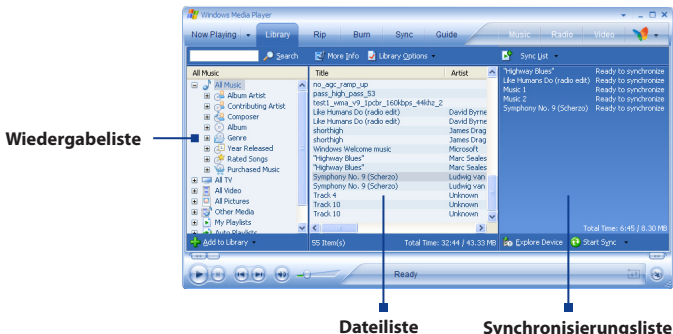 Windows Media Player
Now Playing Library Rip Burn Sync Guide Music Radio Video
Search More Info Library Options Sync List
All Music
All Music
Album Artist
Contributing Artist
Composer
Album
Genre
Year Released
Rated Songs
Purchased Music
All TV
All Video
All Pictures
Other Media
My Playlists
Auto Playlists
Add to Library
Title Artist
no_agc_ramp_up
pass_high_pass_53
test1_wma_v9_1pcbr_160kbps_44khz_2
Like Humans Do (radio edit) David Byrne
Like Humans Do (radio edit) David Byrne
shorthigh James Drag
shorthigh James Drag
Windows Welcome music Microsoft
"Highway Blues" Marc Seales
"Highway Blues" Marc Seales
Symphony No. 9 (Scherzo) Ludwig van
Symphony No. 9 (Scherzo) Ludwig van
Track 4 Unknown
Track 10 Unknown
Track 10 Unknown
55 Item(s) Total Time: 32:44 / 43.33 MB
"Highway Blues" Ready to synchronize
Like Humans Do (radio edit) Ready to synchronize
Music 1 Ready to synchronize
Music 2 Ready to synchronize
Symphony No. 9 (Scherzo) Ready to synchronize
Total Time: 6:45 / 8.30 MB
Explore Device Start Sync
Ready
Wiedergabeliste
Dateiliste
Synchronisierungsliste